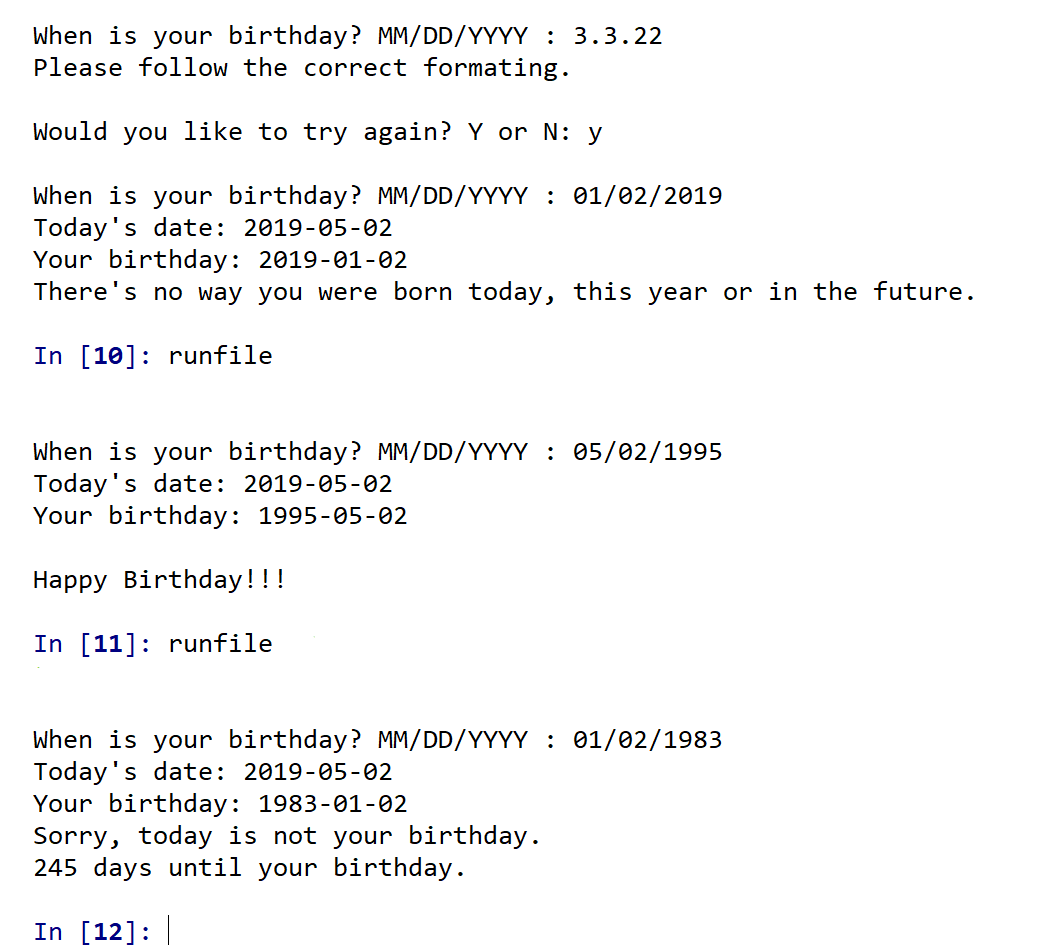 When is your birthday? MM/DD/YYYY : 3.3.22
Please follow the correct formating.
Would you like to try again? Y or N: y
When is your birthday? MM/DD/YYYY : 01/02/2019
Today's date: 2019-05-02
Your birthday: 2019-01-02
There's no way you were born today, this year or in the future.
In [10]: runfile
When is your birthday? MM/DD/YYYY : 05/02/1995
Today's date: 2019-05-02
Your birthday: 1995-05-02
Happy Birthday!!!
In [11]: runfile
When is your birthday? MM/DD/YYYY : 01/02/1983
Today's date: 2019-05-02
Your birthday: 1983-01-02
Sorry, today is not your birthday.
245 days until your birthday.
In [12]: